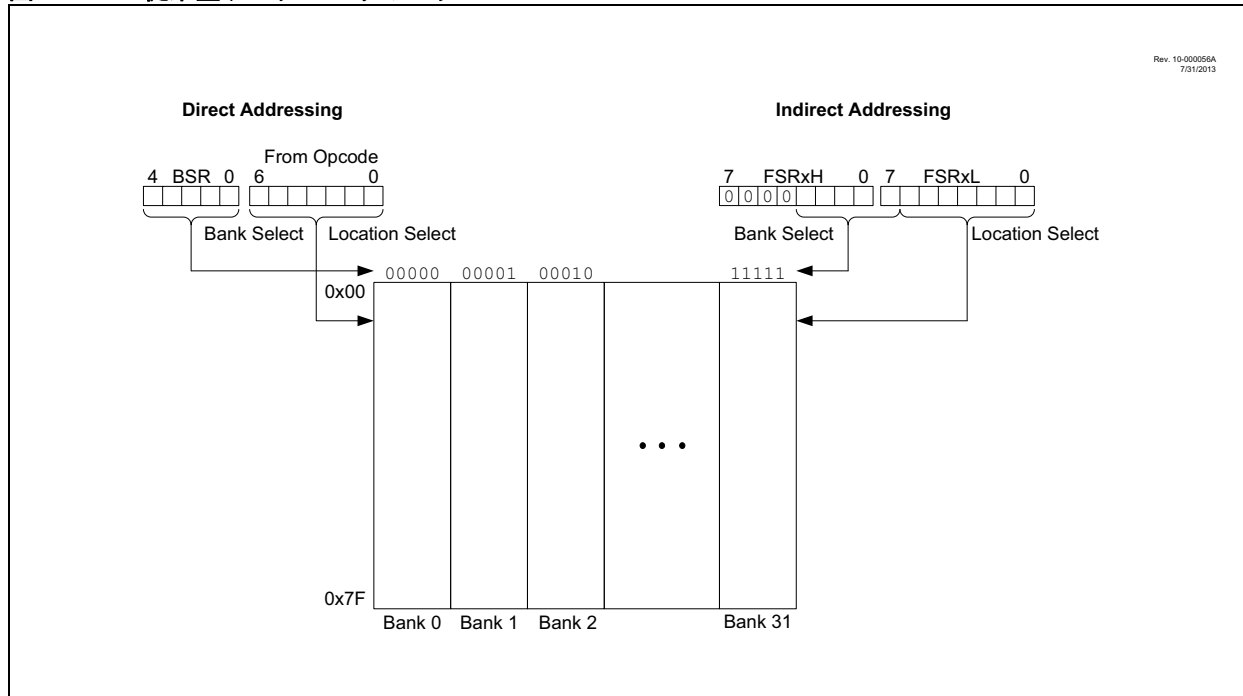 Rev. 10-000056A
7/31/2013
Direct Addressing
Indirect Addressing
From Opcode
4 BSR 0 6 0
7 FSRxH 0 7 FSRxL 0
0 0 0 0
Bank Select Location Select
Bank Select Location Select
00000 00001 00010 11111
0x00
• • •
0x7F
Bank 0 Bank 1 Bank 2 Bank 31